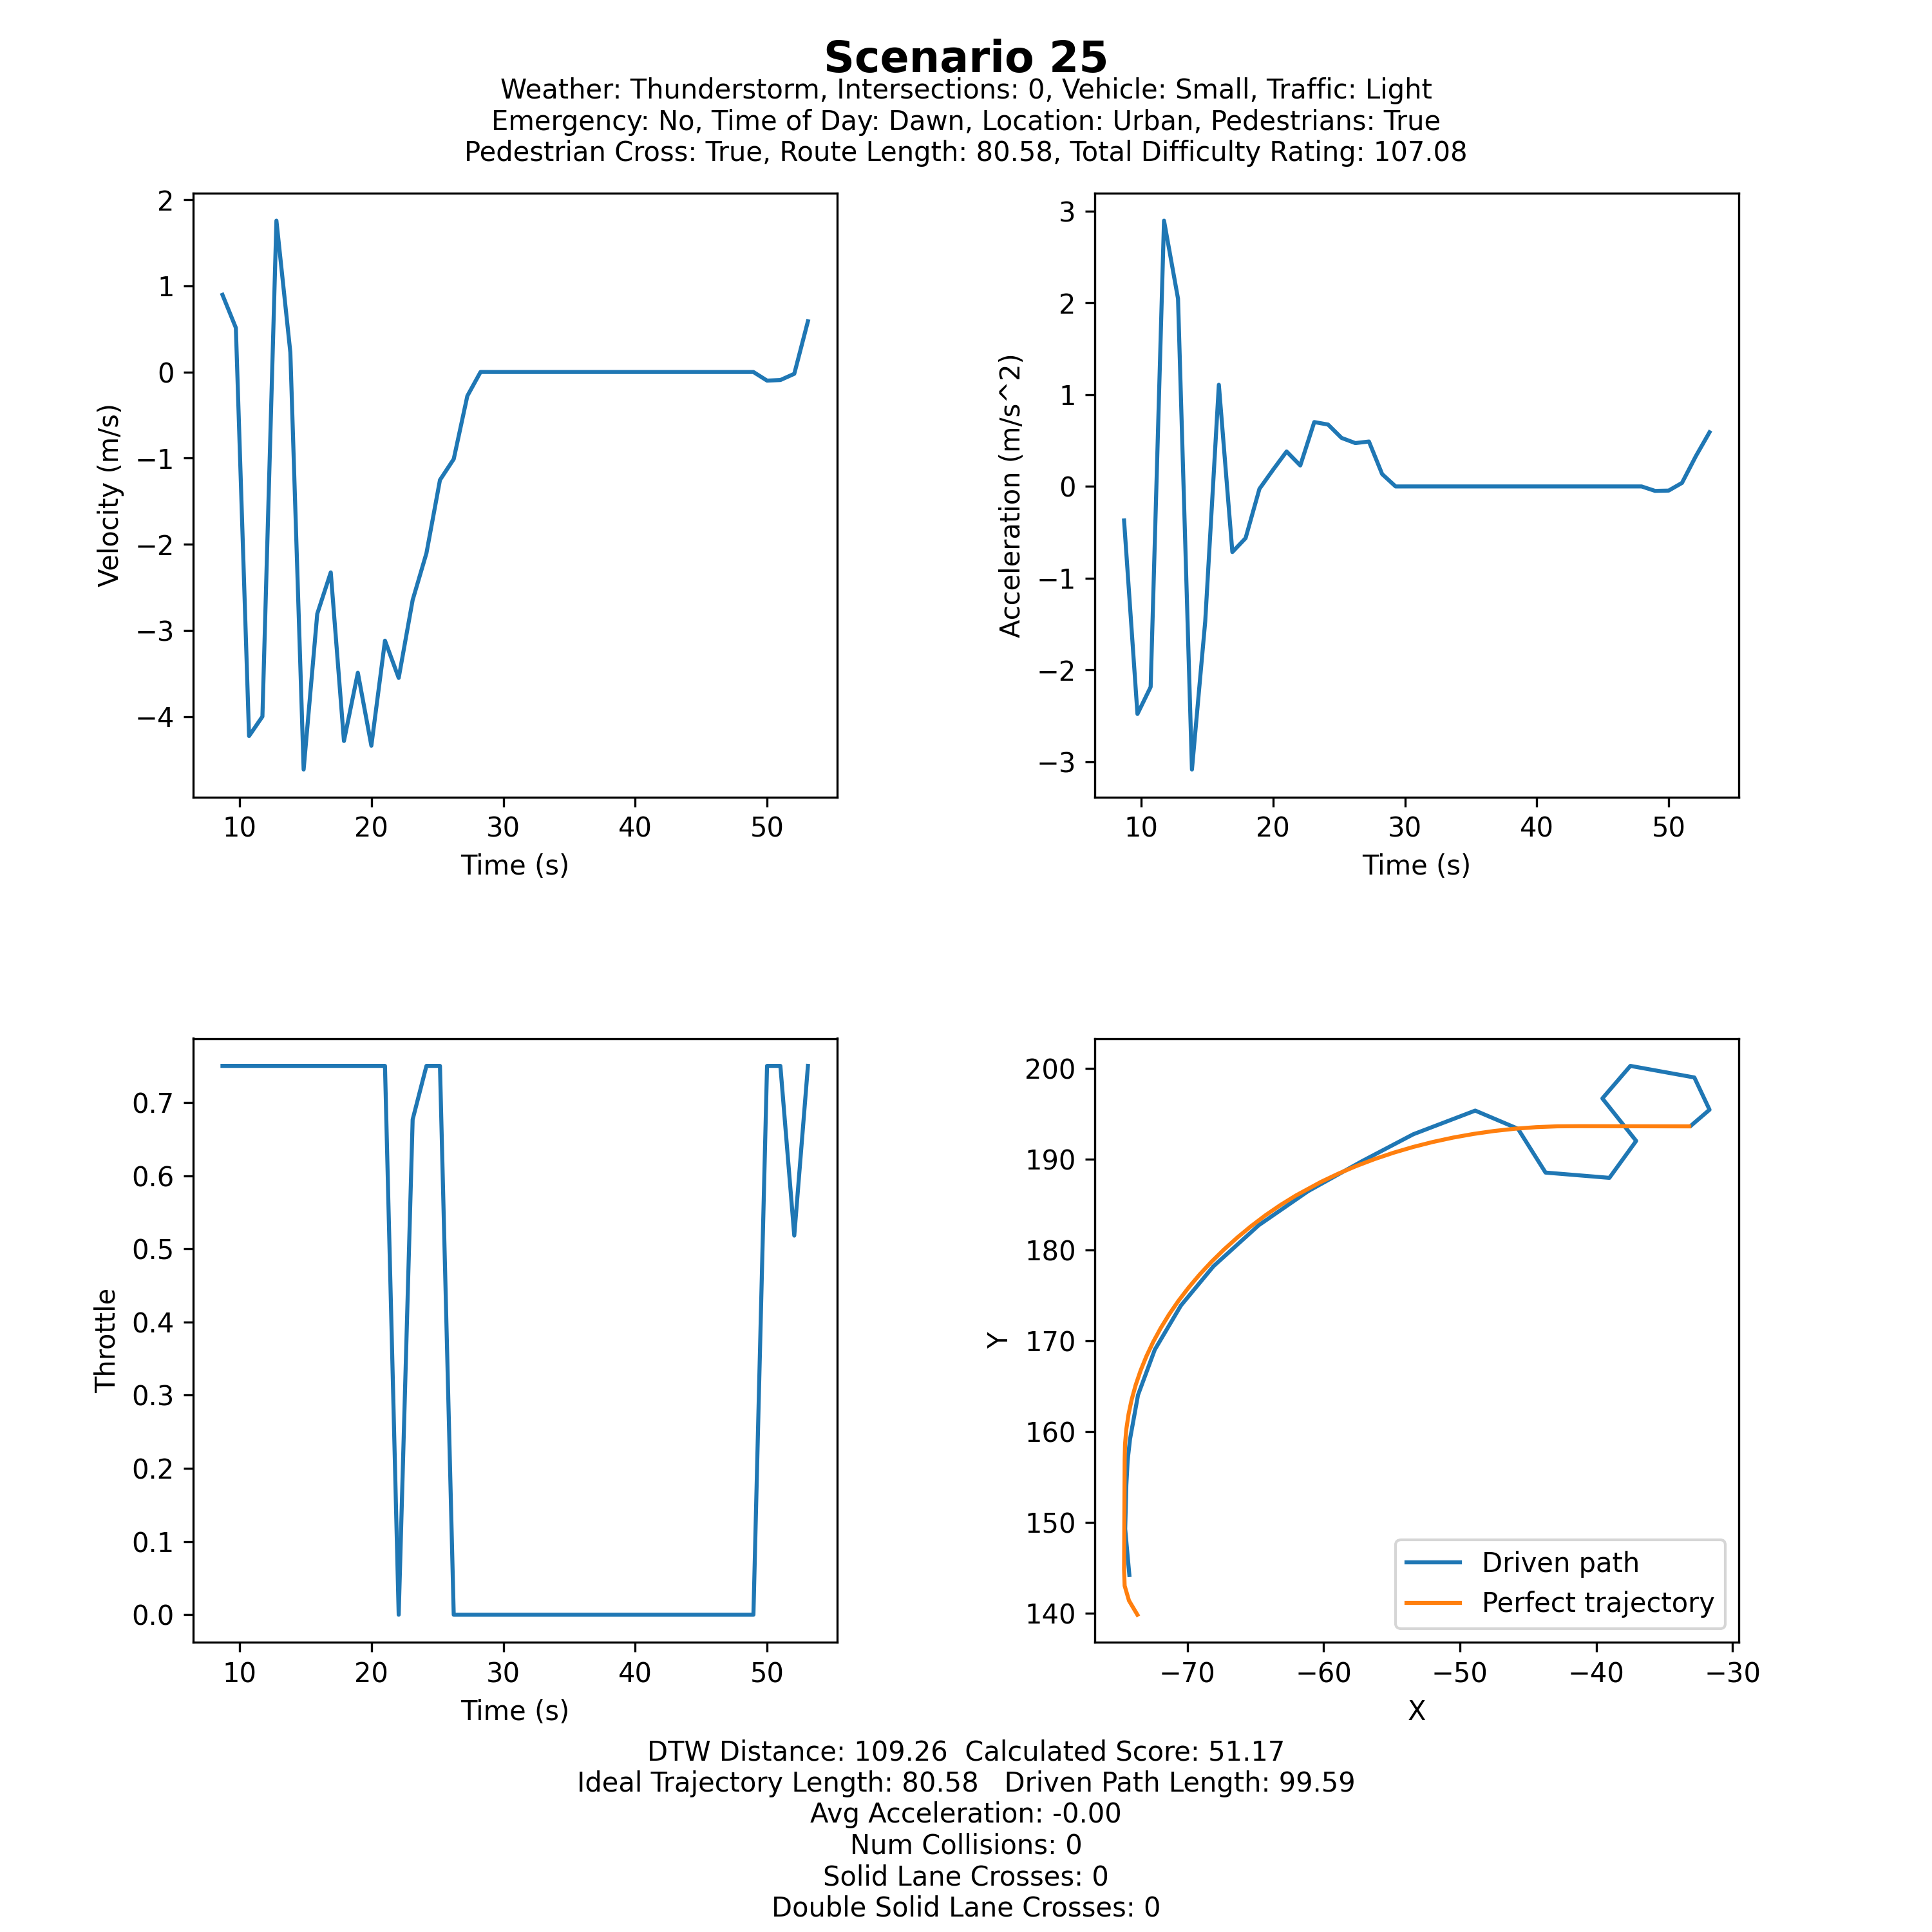 Scenario 25
Weather: Thunderstorm, Intersections: 0, Vehicle: Small, Traffic: Light
Emergency: No, Time of Day: Dawn, Location: Urban, Pedestrians: True
Pedestrian Cross: True, Route Length: 80.58, Total Difficulty Rating: 107.08
2
1
0
−1
−2
−3
−4
Velocity (m/s)
10 20 30 40 50
Time (s)
3
2
1
0
−1
−2
−3
Acceleration (m/s^2)
10 20 30 40 50
Time (s)
0.7
0.6
0.5
0.4
0.3
0.2
0.1
0.0
Throttle
10 20 30 40 50
Time (s)
200
190
180
170
160
150
140
Y
Driven path
Perfect trajectory
−70 −60 −50 −40 −30
X
DTW Distance: 109.26  Calculated Score: 51.17
Ideal Trajectory Length: 80.58   Driven Path Length: 99.59
Avg Acceleration: -0.00
Num Collisions: 0
Solid Lane Crosses: 0
Double Solid Lane Crosses: 0